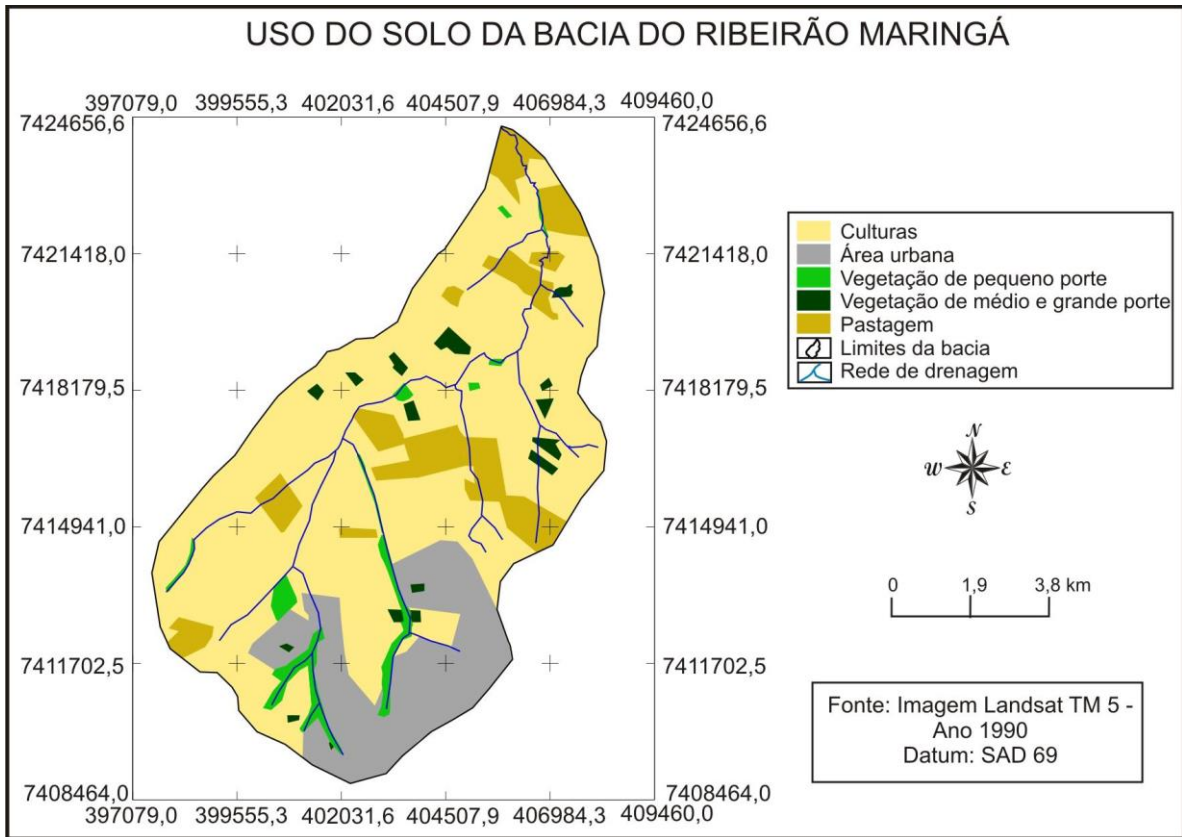 USO DO SOLO DA BACIA DO RIBEIRÃO MARINGÁ
397079,0 399555,3 402031,6 404507,9 406984,3 409460,0
7424656,6 7424656,6
7421418,0 7421418,0
Culturas
Área urbana
Vegetação de pequeno porte
Vegetação de médio e grande porte
Pastagem
Limites da bacia
Rede de drenagem
7418179,5 7418179,5
N
W E
S
7414941,0 7414941,0
0 1,9 3,8 km
7411702,5 7411702,5
Fonte: Imagem Landsat TM 5 -
Ano 1990
Datum: SAD 69
7408464,0 7408464,0
397079,0 399555,3 402031,6 404507,9 406984,3 409460,0